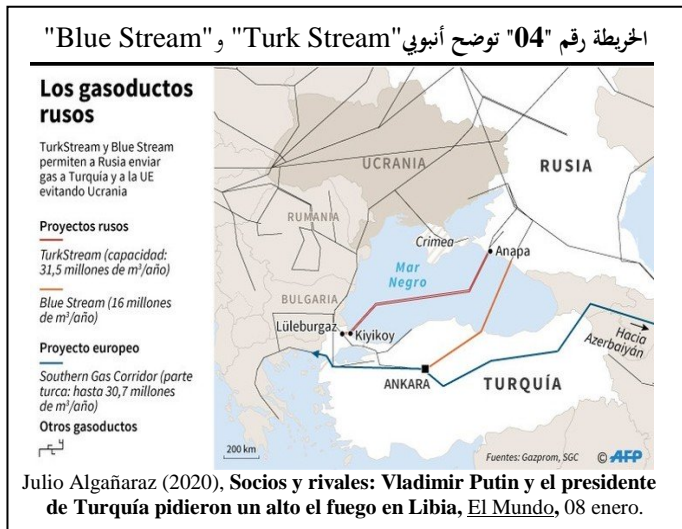 الخريطة رقم "04" توضح أنبوبي "Turk Stream" و "Blue Stream"
Los gasoductos
rusos
TurkStream y Blue Stream
permiten a Rusia enviar
gas a Turquía y a la UE
evitando Ucrania
Proyectos rusos
TurkStream (capacidad:
31,5 millones de m³/año)
Blue Stream (16 millones
de m³/año)
Proyecto europeo
Southern Gas Corridor (parte
turca: hasta 30,7 millones
de m³/año)
Otros gasoductos
UCRANIA
RUSIA
RUMANIA
Crimea
Anapa
Mar
Negro
BULGARIA
Lüleburgaz
Kiyikoy
Hacia
Azerbaiyán
ANKARA
TURQUÍA
200 km
Fuentes: Gazprom, SGC
© AFP
Julio Algañaraz (2020), Socios y rivales: Vladimir Putin y el presidente
de Turquía pidieron un alto el fuego en Libia, El Mundo, 08 enero.